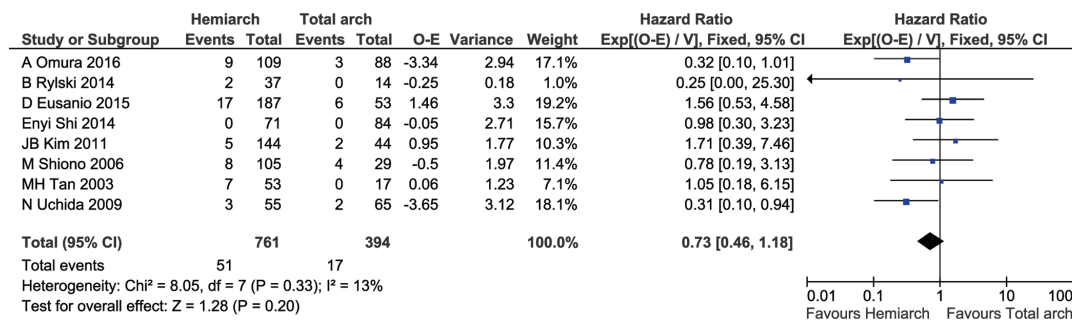 Hemiarch Total arch Hazard Ratio Hazard Ratio
Study or Subgroup Events Total Events Total O-E Variance Weight Exp[(O-E) / V], Fixed, 95% CI Exp[(O-E) / V], Fixed, 95% CI
A Omura 2016 9 109 3 88 -3.34 2.94 17.1% 0.32 [0.10, 1.01]
B Rylski 2014 2 37 0 14 -0.25 0.18 1.0% 0.25 [0.00, 25.30]
D Eusanio 2015 17 187 6 53 1.46 3.3 19.2% 1.56 [0.53, 4.58]
Enyi Shi 2014 0 71 0 84 -0.05 2.71 15.7% 0.98 [0.30, 3.23]
JB Kim 2011 5 144 2 44 0.95 1.77 10.3% 1.71 [0.39, 7.46]
M Shiono 2006 8 105 4 29 -0.5 1.97 11.4% 0.78 [0.19, 3.13]
MH Tan 2003 7 53 0 17 0.06 1.23 7.1% 1.05 [0.18, 6.15]
N Uchida 2009 3 55 2 65 -3.65 3.12 18.1% 0.31 [0.10, 0.94]
Total (95% CI) 761 394 100.0% 0.73 [0.46, 1.18]
Total events 51 17
Heterogeneity: Chi² = 8.05, df = 7 (P = 0.33); I² = 13%
Test for overall effect: Z = 1.28 (P = 0.20)
0.01 0.1 1 10 100
Favours Hemiarch Favours Total arch